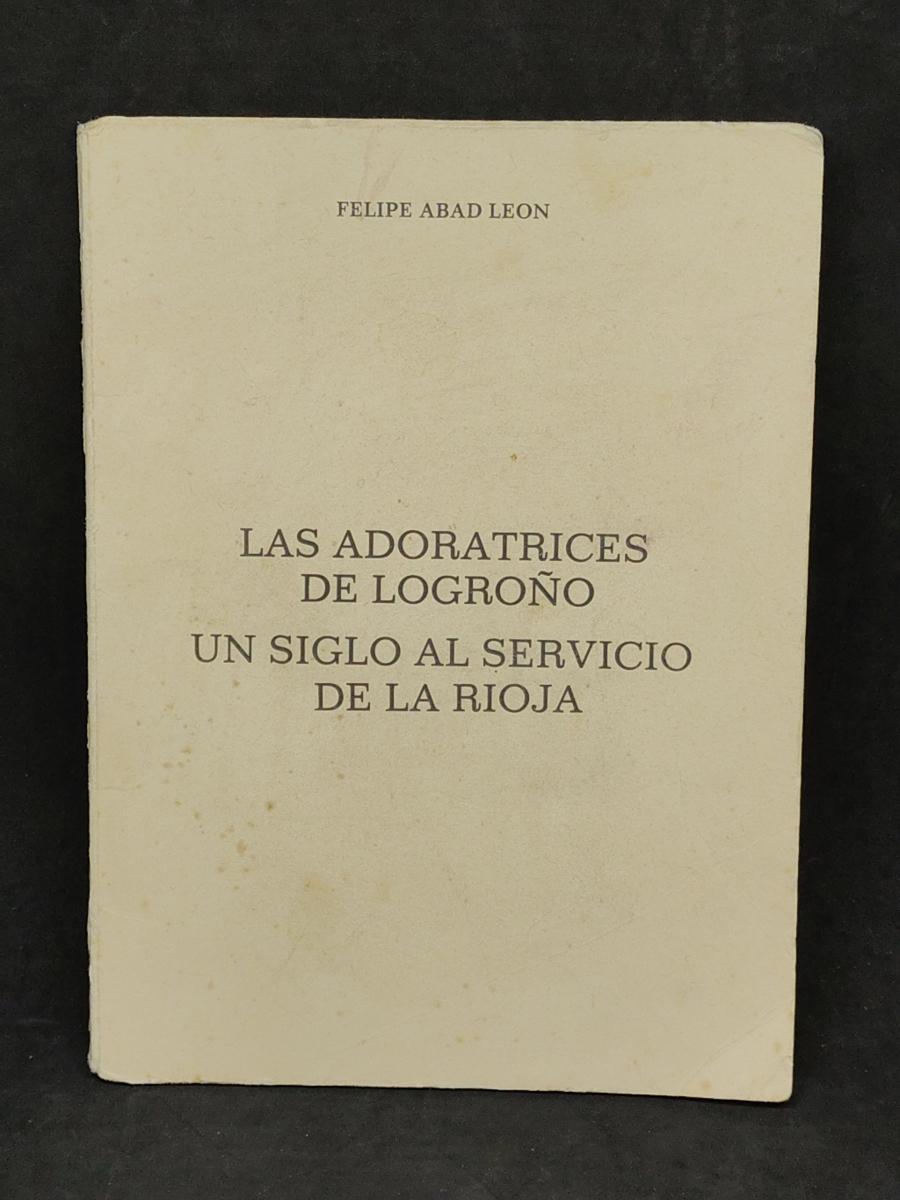 FELIPE ABAD LEON
LAS ADORATRICES
DE LOGROÑO
UN SIGLO AL SERVICIO
DE LA RIOJA